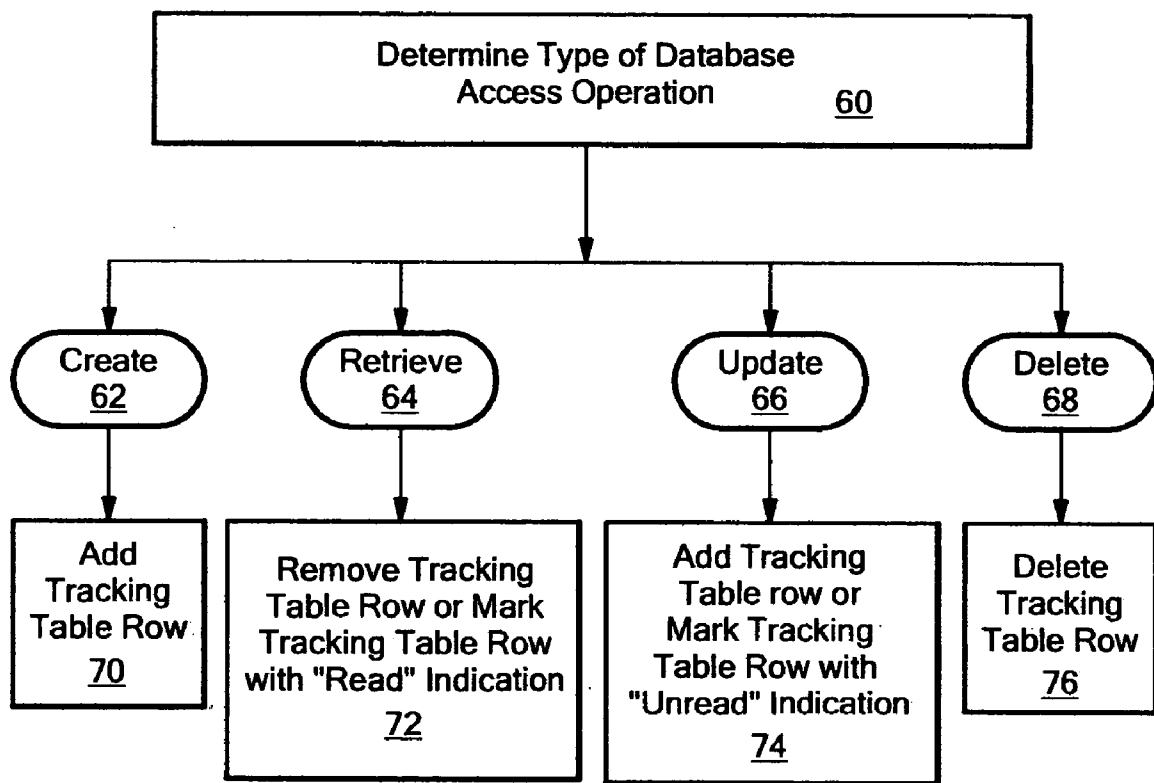 Determine Type of Database
Access Operation 60
Create
62
Retrieve
64
Update
66
Delete
68
Add
Tracking
Table Row
70
Remove Tracking
Table Row or Mark
Tracking Table Row
with "Read" Indication
72
Add Tracking
Table row or
Mark Tracking
Table Row with
"Unread" Indication
74
Delete
Tracking
Table Row
76